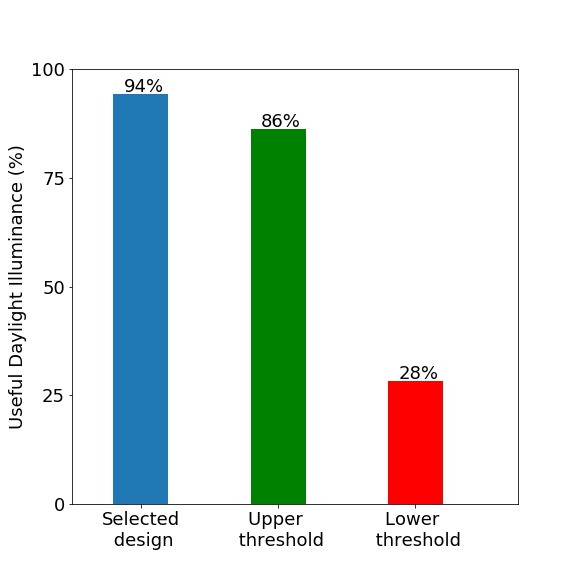 100
75
50
25
0
Useful Daylight Illuminance (%)
94%
86%
28%
Selected
design
Upper
threshold
Lower
threshold